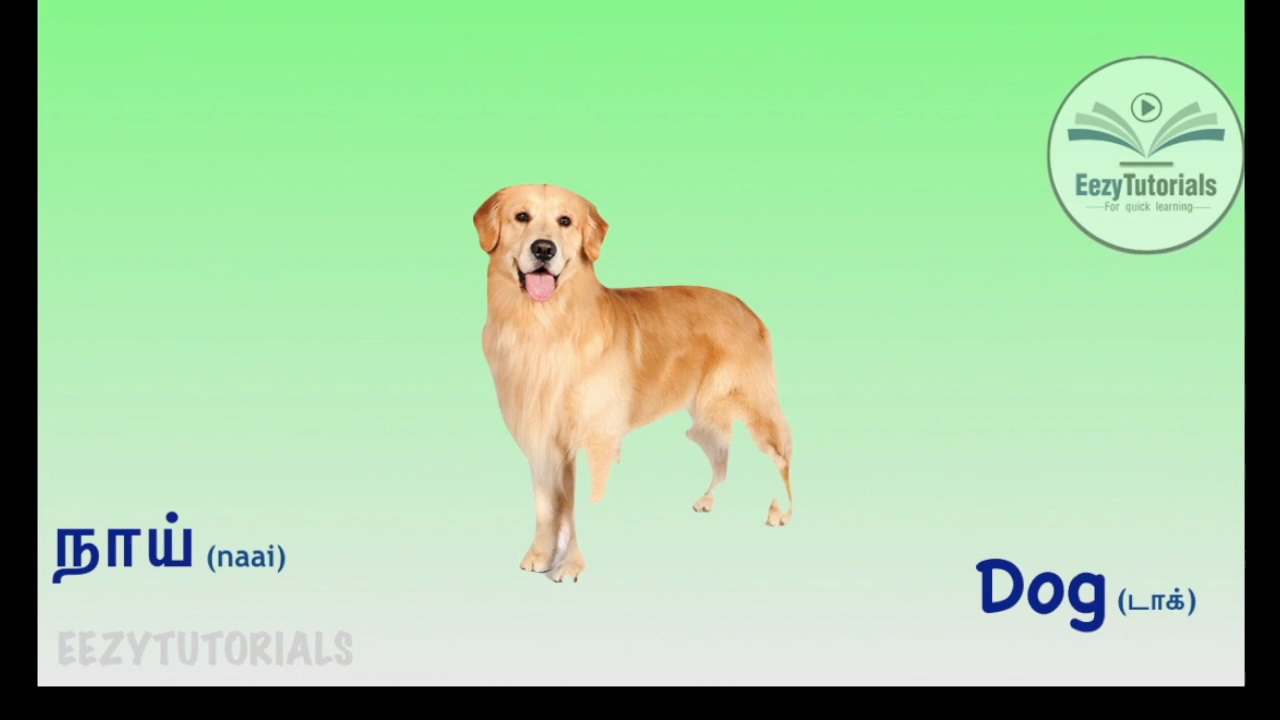 EezyTutorials
For quick learning
நாய் (naai)
Dog (டாக்)
EEZYTUTORIALS